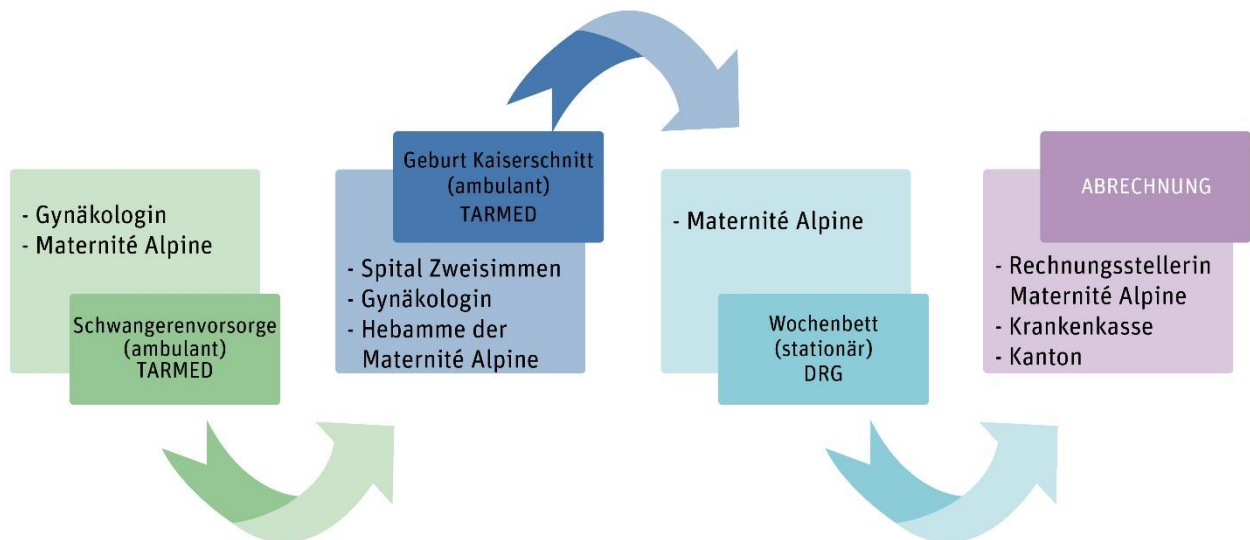 - Gynäkologin
- Maternité Alpine
Schwangerenvorsorge
(ambulant)
TARMED
Geburt Kaiserschnitt
(ambulant)
TARMED
- Spital Zweisimmen
- Gynäkologin
- Hebamme der
Maternité Alpine
- Maternité Alpine
Wochenbett
(stationär)
DRG
ABRECHNUNG
- Rechnungsstellerin
Maternité Alpine
- Krankenkasse
- Kanton